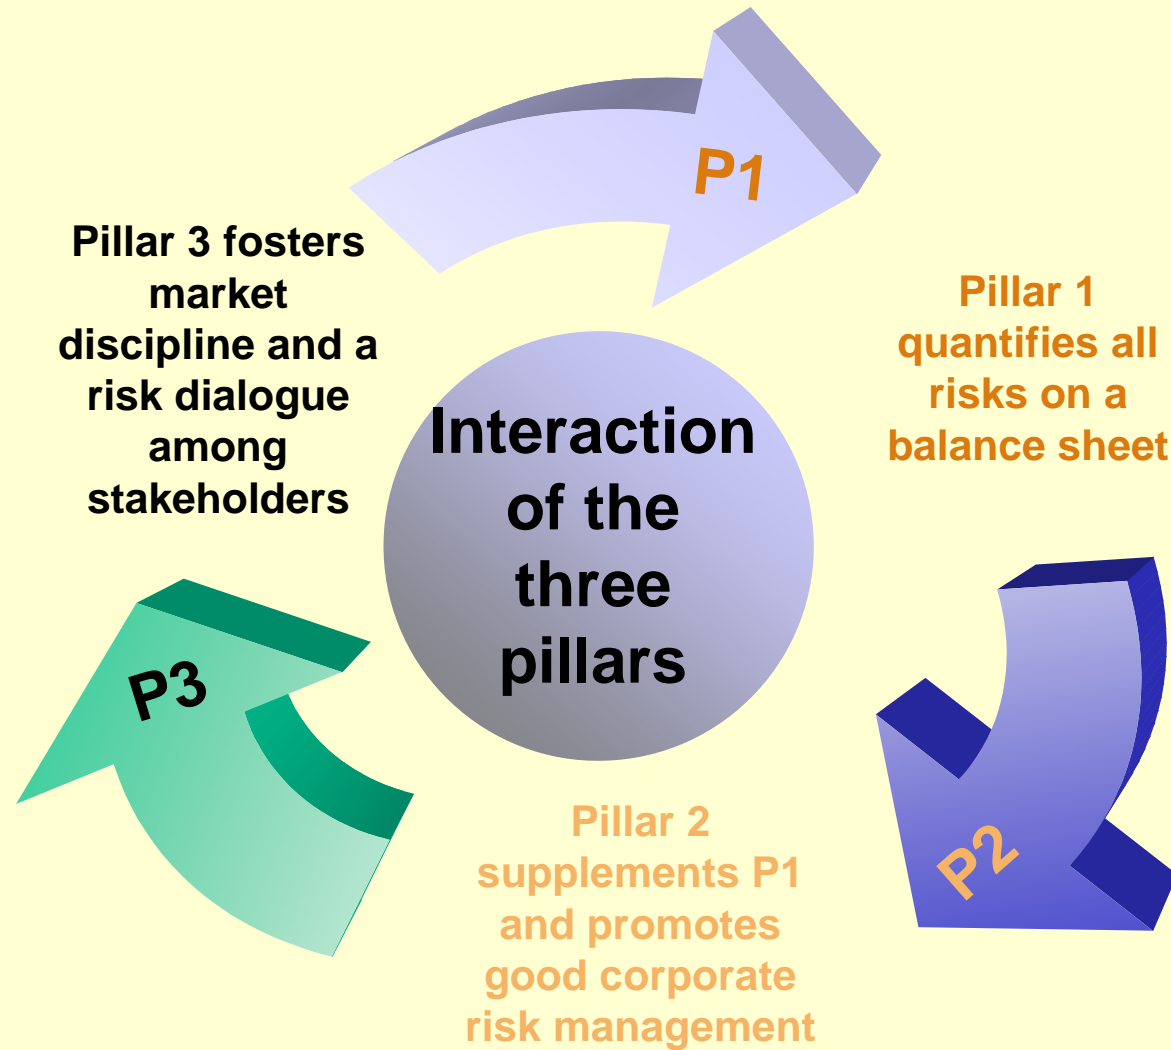 P1
Pillar 3 fosters
market
discipline and a
risk dialogue
among
stakeholders
Pillar 1
quantifies all
risks on a
balance sheet
Interaction
of the
three
pillars
P3
P2
Pillar 2
supplements P1
and promotes
good corporate
risk management